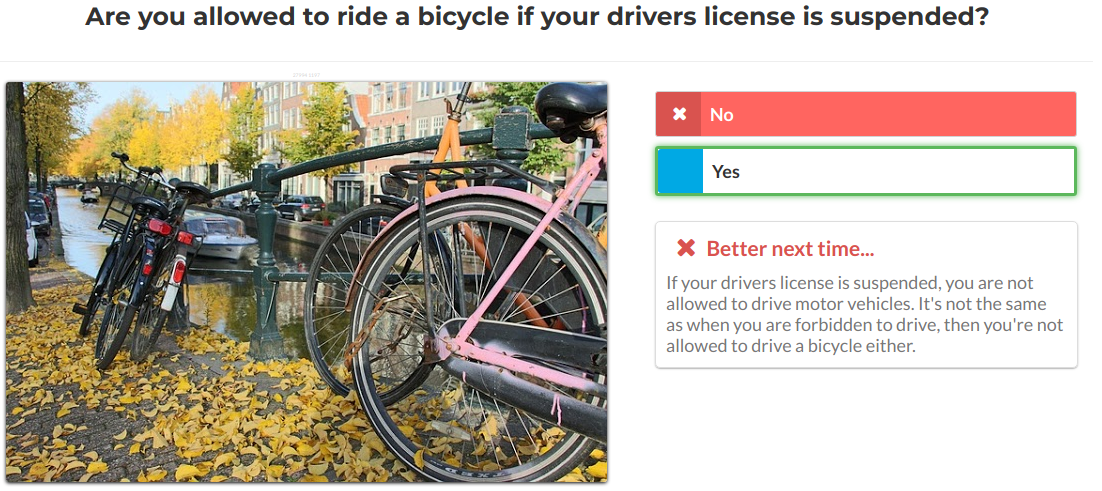 Are you allowed to ride a bicycle if your drivers license is suspended?
No
Yes
Better next time...
If your drivers license is suspended, you are not
allowed to drive motor vehicles. It's not the same
as when you are forbidden to drive, then you're not
allowed to drive a bicycle either.